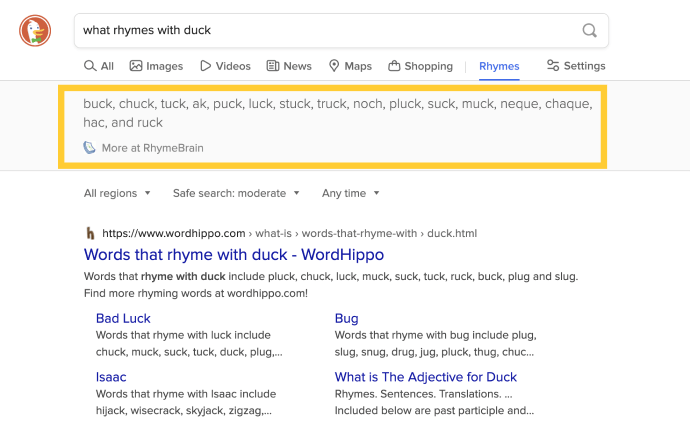 what rhymes with duck
All Images Videos News Maps Shopping Rhymes Settings
buck, chuck, tuck, ak, puck, luck, stuck, truck, noch, pluck, suck, muck, neque, chaque,
hac, and ruck
More at RhymeBrain
All regions Safe search: moderate Any time
https://www.wordhippo.com › what-is › words-that-rhyme-with › duck.html
Words that rhyme with duck - WordHippo
Words that rhyme with duck include pluck, chuck, luck, muck, suck, tuck, ruck, buck, plug and slug.
Find more rhyming words at wordhippo.com!
Bad Luck
Words that rhyme with luck include
chuck, muck, suck, tuck, duck, plug,...
Bug
Words that rhyme with bug include plug,
slug, snug, drug, jug, pluck, thug, chuc...
Isaac
Words that rhyme with Isaac include
hijack, wisecrack, skyjack, zigzag,...
What is The Adjective for Duck
Rhymes. Sentences. Translations. ...
Included below are past participle and...